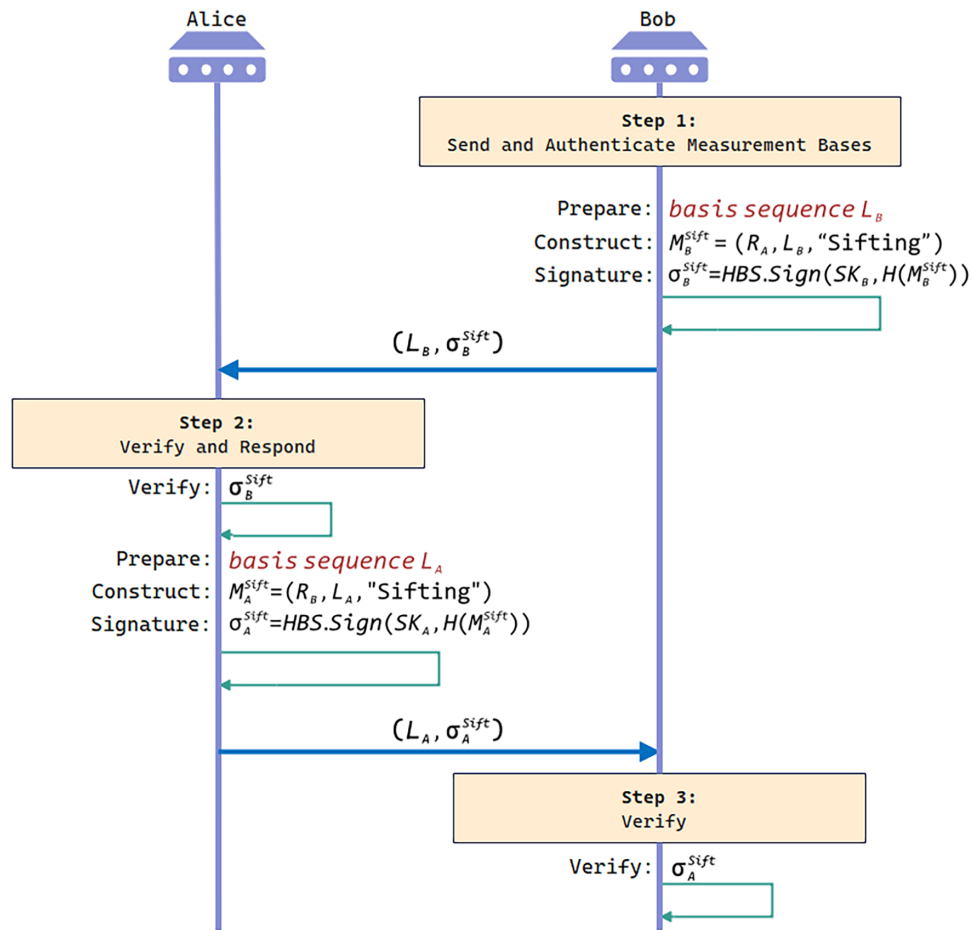 Alice
Bob
Step 1:
Send and Authenticate Measurement Bases
Prepare: basis sequence L_B
Construct: M_B^Sift = (R_A, L_B, “Sifting”)
Signature: σ_B^Sift=HBS.Sign(SK_B, H(M_B^Sift))
(L_B, σ_B^Sift)
Step 2:
Verify and Respond
Verify: σ_B^Sift
Prepare: basis sequence L_A
Construct: M_A^Sift=(R_B, L_A, "Sifting")
Signature: σ_A^Sift=HBS.Sign(SK_A, H(M_A^Sift))
(L_A, σ_A^Sift)
Step 3:
Verify
Verify: σ_A^Sift